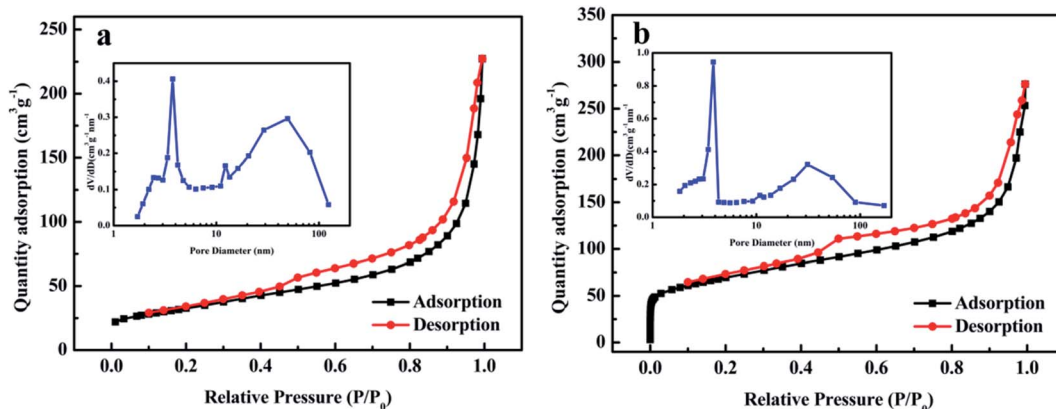 a
250
200
150
100
50
0
Quantity adsorption (cm³ g⁻¹)
0.0 0.2 0.4 0.6 0.8 1.0
Relative Pressure (P/P₀)
0.4
0.3
0.2
0.1
0.0
dV/dD(cm³g⁻¹nm⁻¹
1 10 100
Pore Diameter (nm)
Adsorption
Desorption
b
350
300
250
200
150
100
50
0
Quantity adsorption (cm³ g⁻¹)
0.0 0.2 0.4 0.6 0.8 1.0
Relative Pressure (P/P₀)
1.0
0.8
0.6
0.4
0.2
0.0
dV/dD(cm³g⁻¹nm⁻¹
1 10 100
Pore Diameter (nm)
Adsorption
Desorption